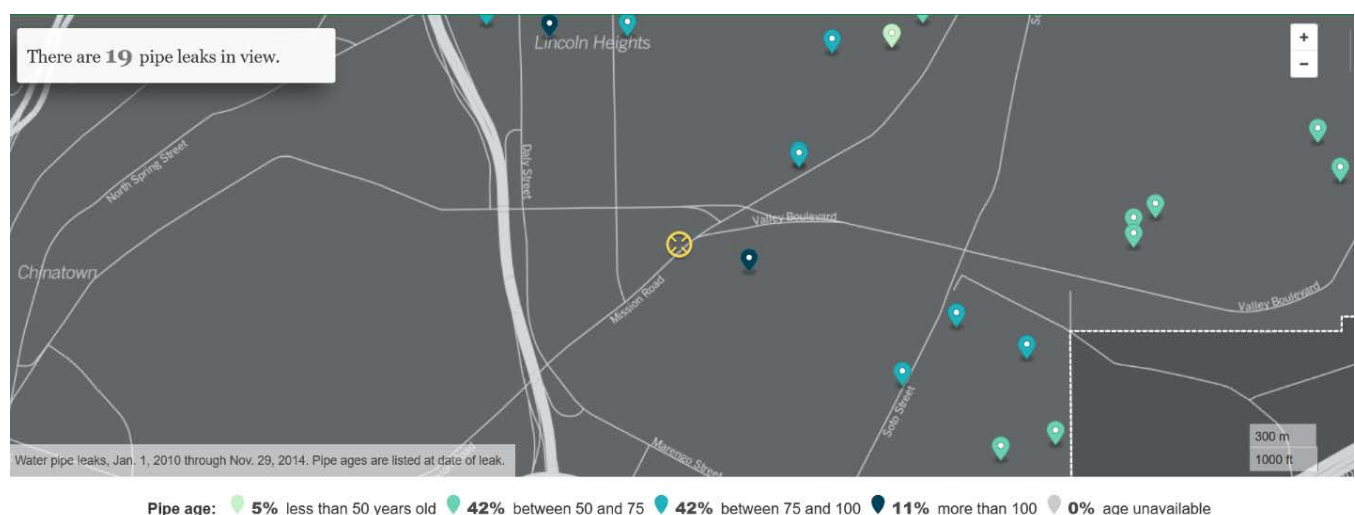 There are 19 pipe leaks in view.
Lincoln Heights
+
−
North Spring Street
Daly Street
Valley Boulevard
Chinatown
Mission Road
Valley Boulevard
Soto Street
Marengo Street
300 m
1000 ft
Water pipe leaks, Jan. 1, 2010 through Nov. 29, 2014. Pipe ages are listed at date of leak.
Pipe age: 5% less than 50 years old 42% between 50 and 75 42% between 75 and 100 11% more than 100 0% age unavailable